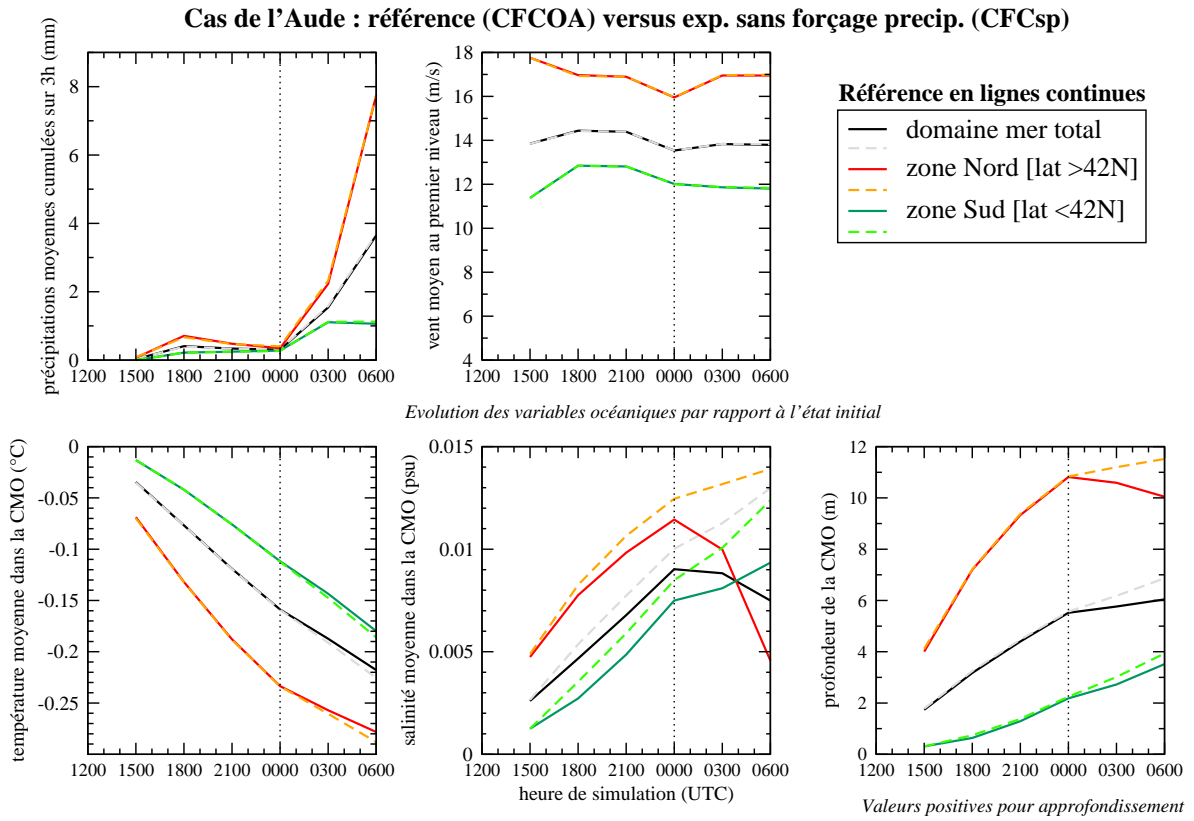 Cas de l'Aude : référence (CFCOA) versus exp. sans forçage precip. (CFCsp)
précipitations moyennes cumulées sur 3h (mm)
8
6
4
2
0
1200 1500 1800 2100 0000 0300 0600
vent moyen au premier niveau (m/s)
18
16
14
12
10
8
6
4
1200 1500 1800 2100 0000 0300 0600
Référence en lignes continues
domaine mer total
zone Nord [lat >42N]
zone Sud [lat <42N]
Evolution des variables océaniques par rapport à l'état initial
température moyenne dans la CMO (°C)
0
-0.05
-0.1
-0.15
-0.2
-0.25
1200 1500 1800 2100 0000 0300 0600
salinité moyenne dans la CMO (psu)
0.015
0.01
0.005
0
1200 1500 1800 2100 0000 0300 0600
heure de simulation (UTC)
profondeur de la CMO (m)
12
10
8
6
4
2
0
1200 1500 1800 2100 0000 0300 0600
Valeurs positives pour approfondissement